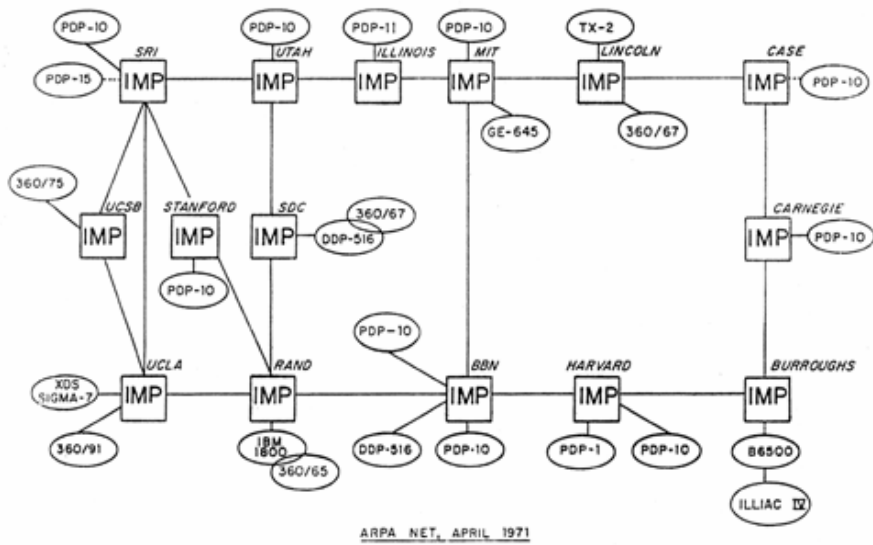 PDP-10
PDP-10
PDP-11
PDP-10
TX-2
SRI
UTAH
ILLINOIS
MIT
LINCOLN
CASE
PDP-15
IMP
IMP
IMP
IMP
IMP
IMP
PDP-10
GE-645
360/67
360/75
UCSB
STANFORD
SDC
360/67
CARNEGIE
IMP
IMP
IMP
DDP-516
IMP
PDP-10
PDP-10
PDP-10
UCLA
RAND
BBN
HARVARD
BURROUGHS
XDS
SIGMA-7
IMP
IMP
IMP
IMP
IMP
360/91
IBM
1800
360/65
DDP-516
PDP-10
PDP-1
PDP-10
B6500
ILLIAC IV
ARPA NET, APRIL 1971